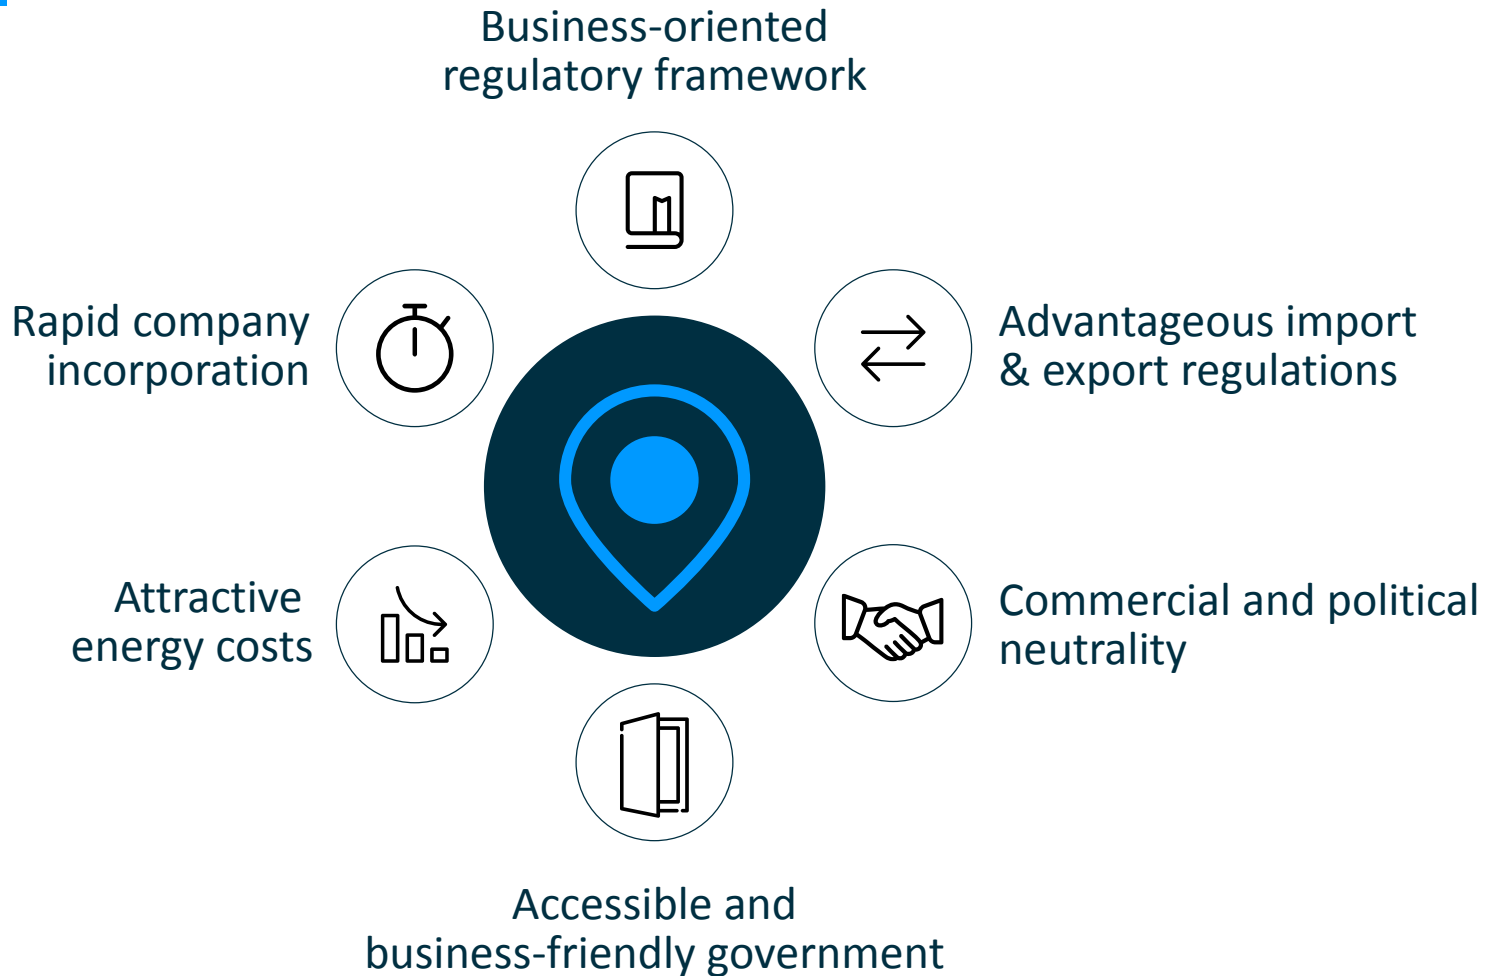 Business-oriented
regulatory framework
Rapid company
incorporation
Advantageous import
& export regulations
Attractive
energy costs
Commercial and political
neutrality
Accessible and
business-friendly government